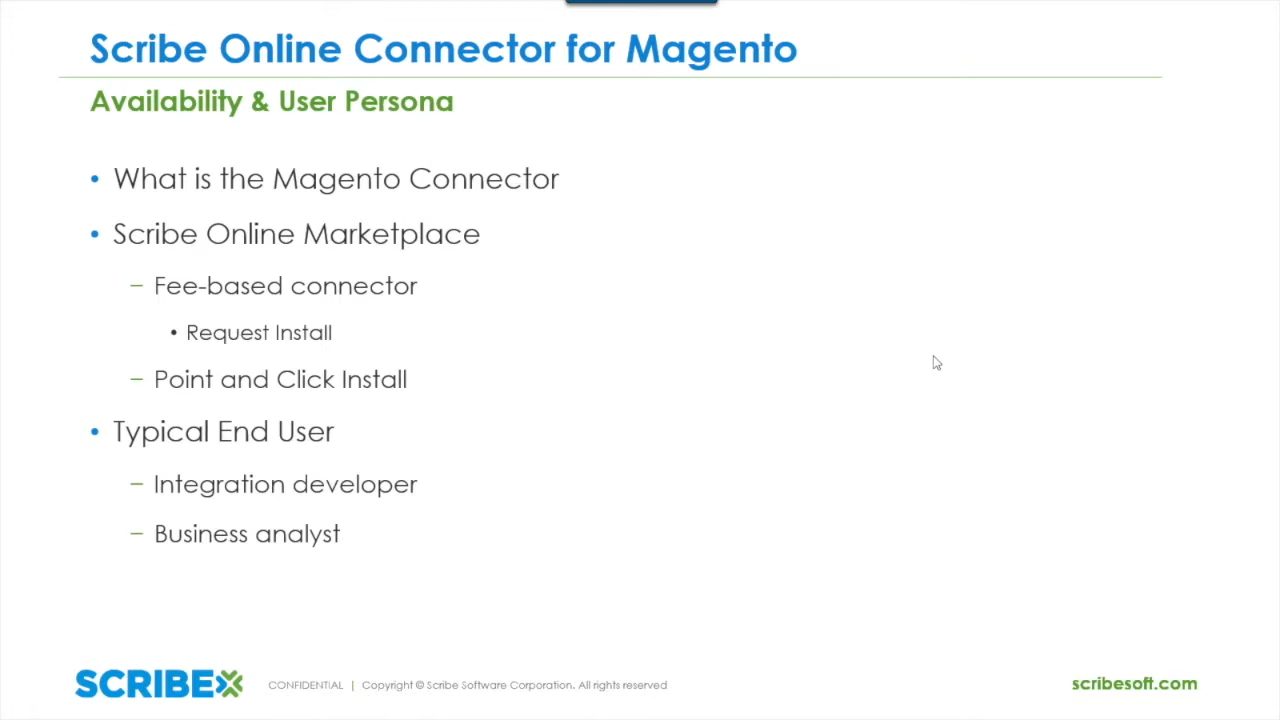 Scribe Online Connector for Magento
Availability & User Persona
• What is the Magento Connector
• Scribe Online Marketplace
– Fee-based connector
• Request Install
– Point and Click Install
• Typical End User
– Integration developer
– Business analyst
SCRIBE CONFIDENTIAL | Copyright © Scribe Software Corporation. All rights reserved scribesoft.com